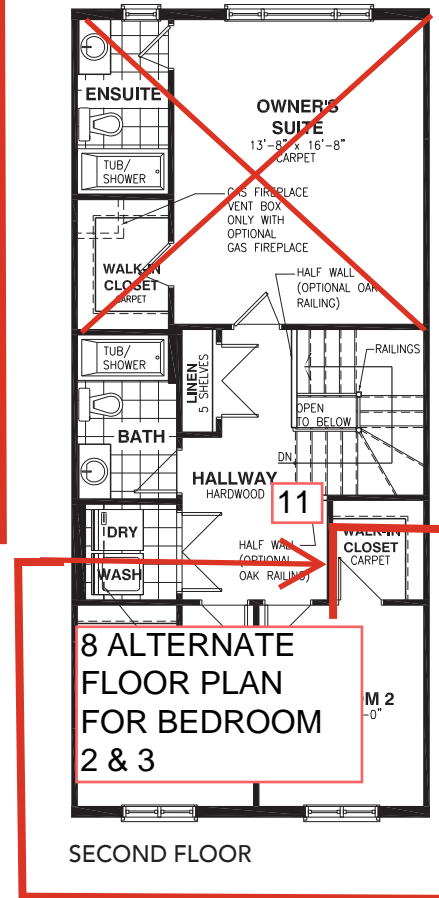 ENSUITE
OWNER'S
SUITE
13'-8" x 16'-8"
CARPET
TUB/
SHOWER
GAS FIREPLACE
VENT BOX
ONLY WITH
OPTIONAL
GAS FIREPLACE
WALK-IN
CLOSET
CARPET
HALF WALL
(OPTIONAL OAK
RAILING)
TUB/
SHOWER
LINEN
5 SHELVES
RAILINGS
OPEN
TO BELOW
BATH
DN
HALLWAY
HARDWOOD
11
DRY
WASH
HALF WALL
(OPTIONAL
OAK RAILING)
WALK-IN
CLOSET
CARPET
8 ALTERNATE
FLOOR PLAN
FOR BEDROOM
2 & 3
M 2
-0"
SECOND FLOOR